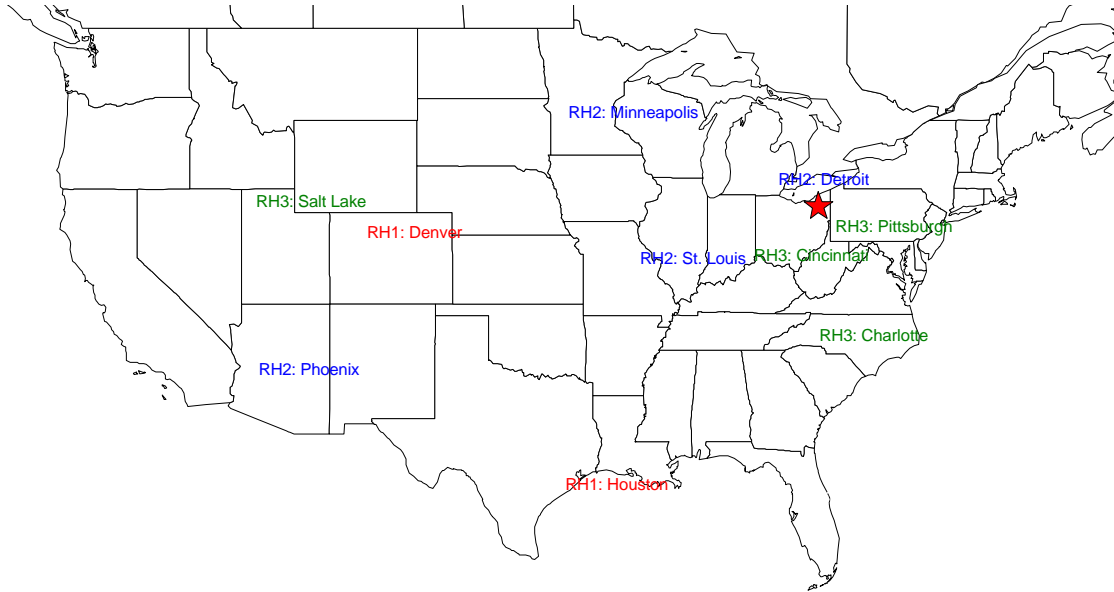 RH2: Minneapolis
RH2: Detroit
RH3: Salt Lake
RH3: Pittsburgh
RH1: Denver
RH3: Cincinnati
RH2: St. Louis
RH3: Charlotte
RH2: Phoenix
RH1: Houston